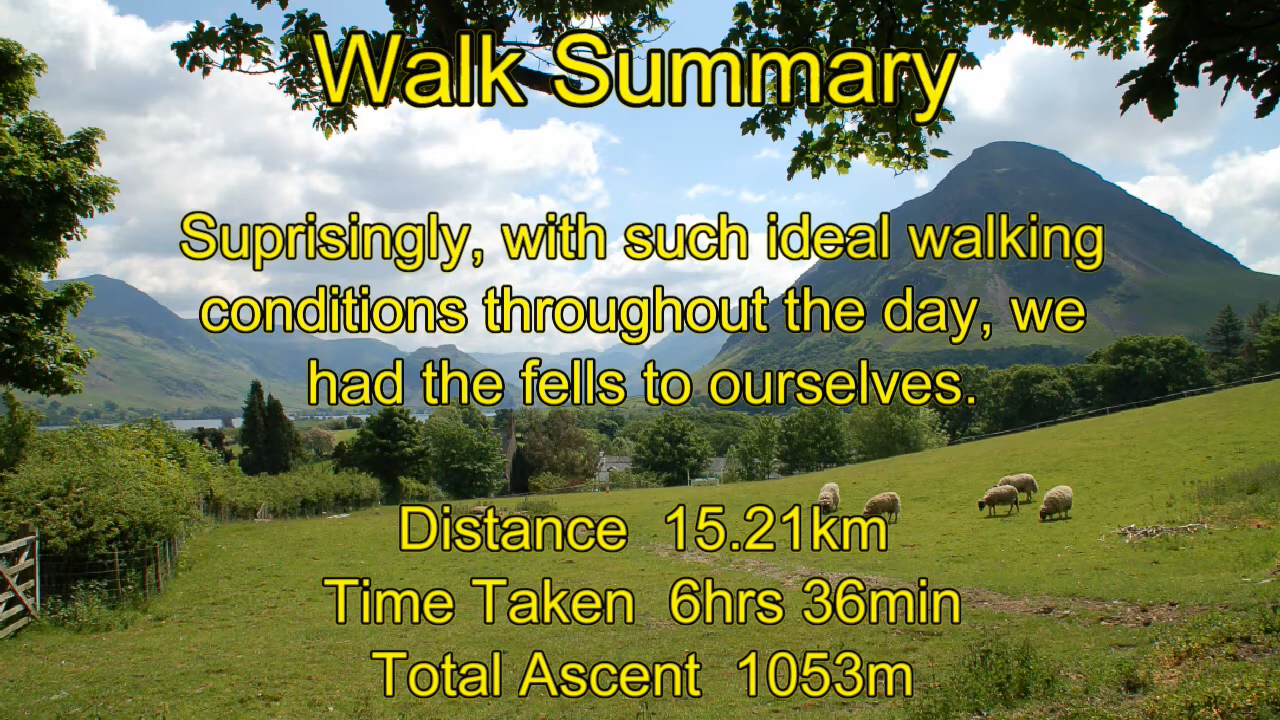 Walk Summary
Suprisingly, with such ideal walking
conditions throughout the day, we
had the fells to ourselves.
Distance 15.21km
Time Taken 6hrs 36min
Total Ascent 1053m